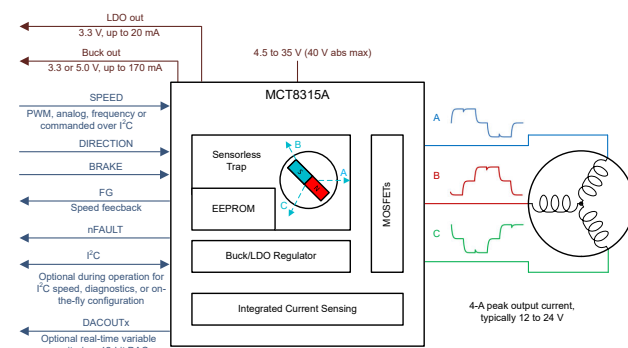 LDO out
3.3 V, up to 20 mA
Buck out
3.3 or 5.0 V, up to 170 mA
4.5 to 35 V (40 V abs max)
MCT8315A
SPEED
PWM, analog, frequency or
commanded over I²C
DIRECTION
BRAKE
FG
Speed feecback
nFAULT
I²C
Optional during operation for
I²C speed, diagnostics, or on-
the-fly configuration
DACOUTx
Optional real-time variable
Sensorless
Trap
B
A
C
N
EEPROM
MOSFETs
Buck/LDO Regulator
Integrated Current Sensing
A
B
C
4-A peak output current,
typically 12 to 24 V